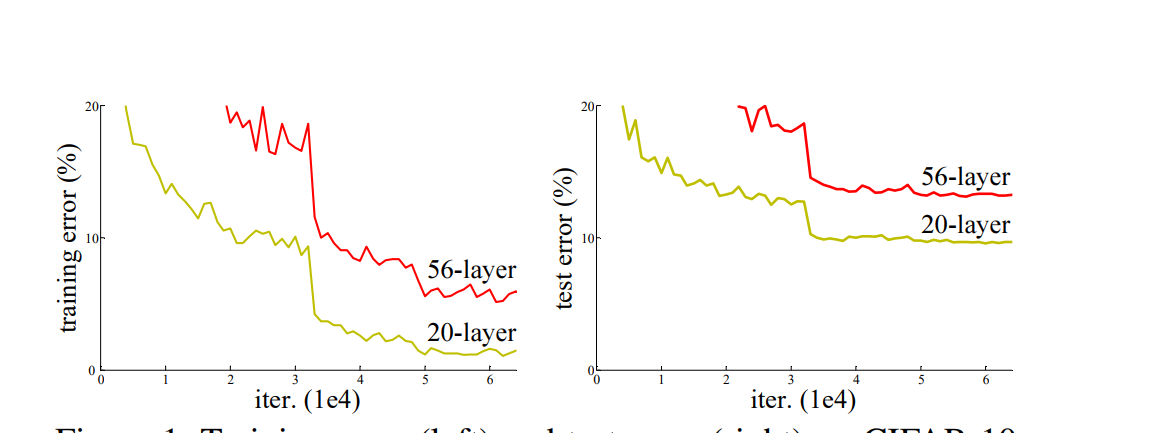 20
10
0
training error (%)
56-layer
20-layer
0 1 2 3 4 5 6
iter. (1e4)
20
10
0
test error (%)
56-layer
20-layer
0 1 2 3 4 5 6
iter. (1e4)